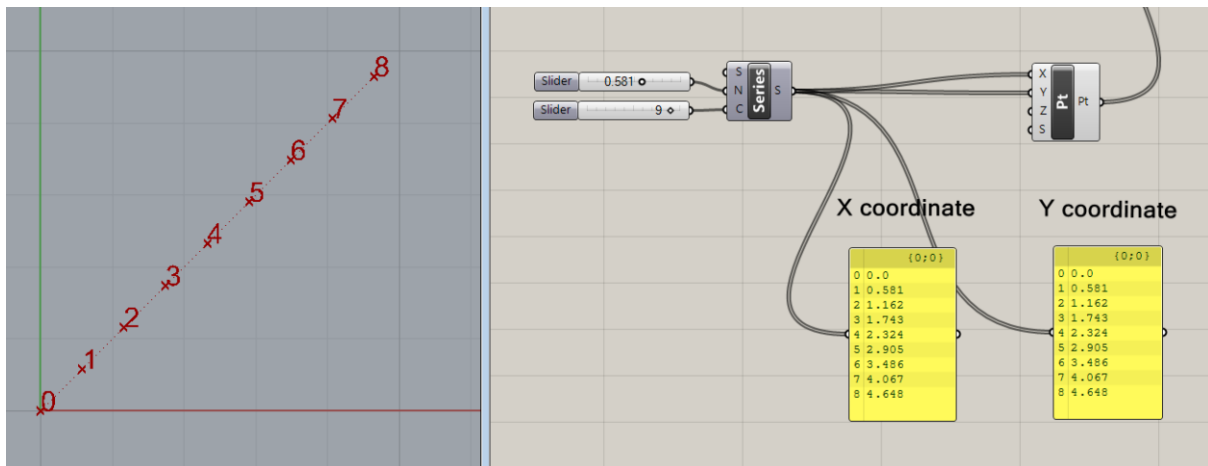 8
7
6
5
4
3
2
1
0
Slider 0.581
Slider 9
S
N
C
Series
S
X
Y
Z
S
Pt
Pt
X coordinate
{0;0}
0 0.0
1 0.581
2 1.162
3 1.743
4 2.324
5 2.905
6 3.486
7 4.067
8 4.648
Y coordinate
{0;0}
0 0.0
1 0.581
2 1.162
3 1.743
4 2.324
5 2.905
6 3.486
7 4.067
8 4.648